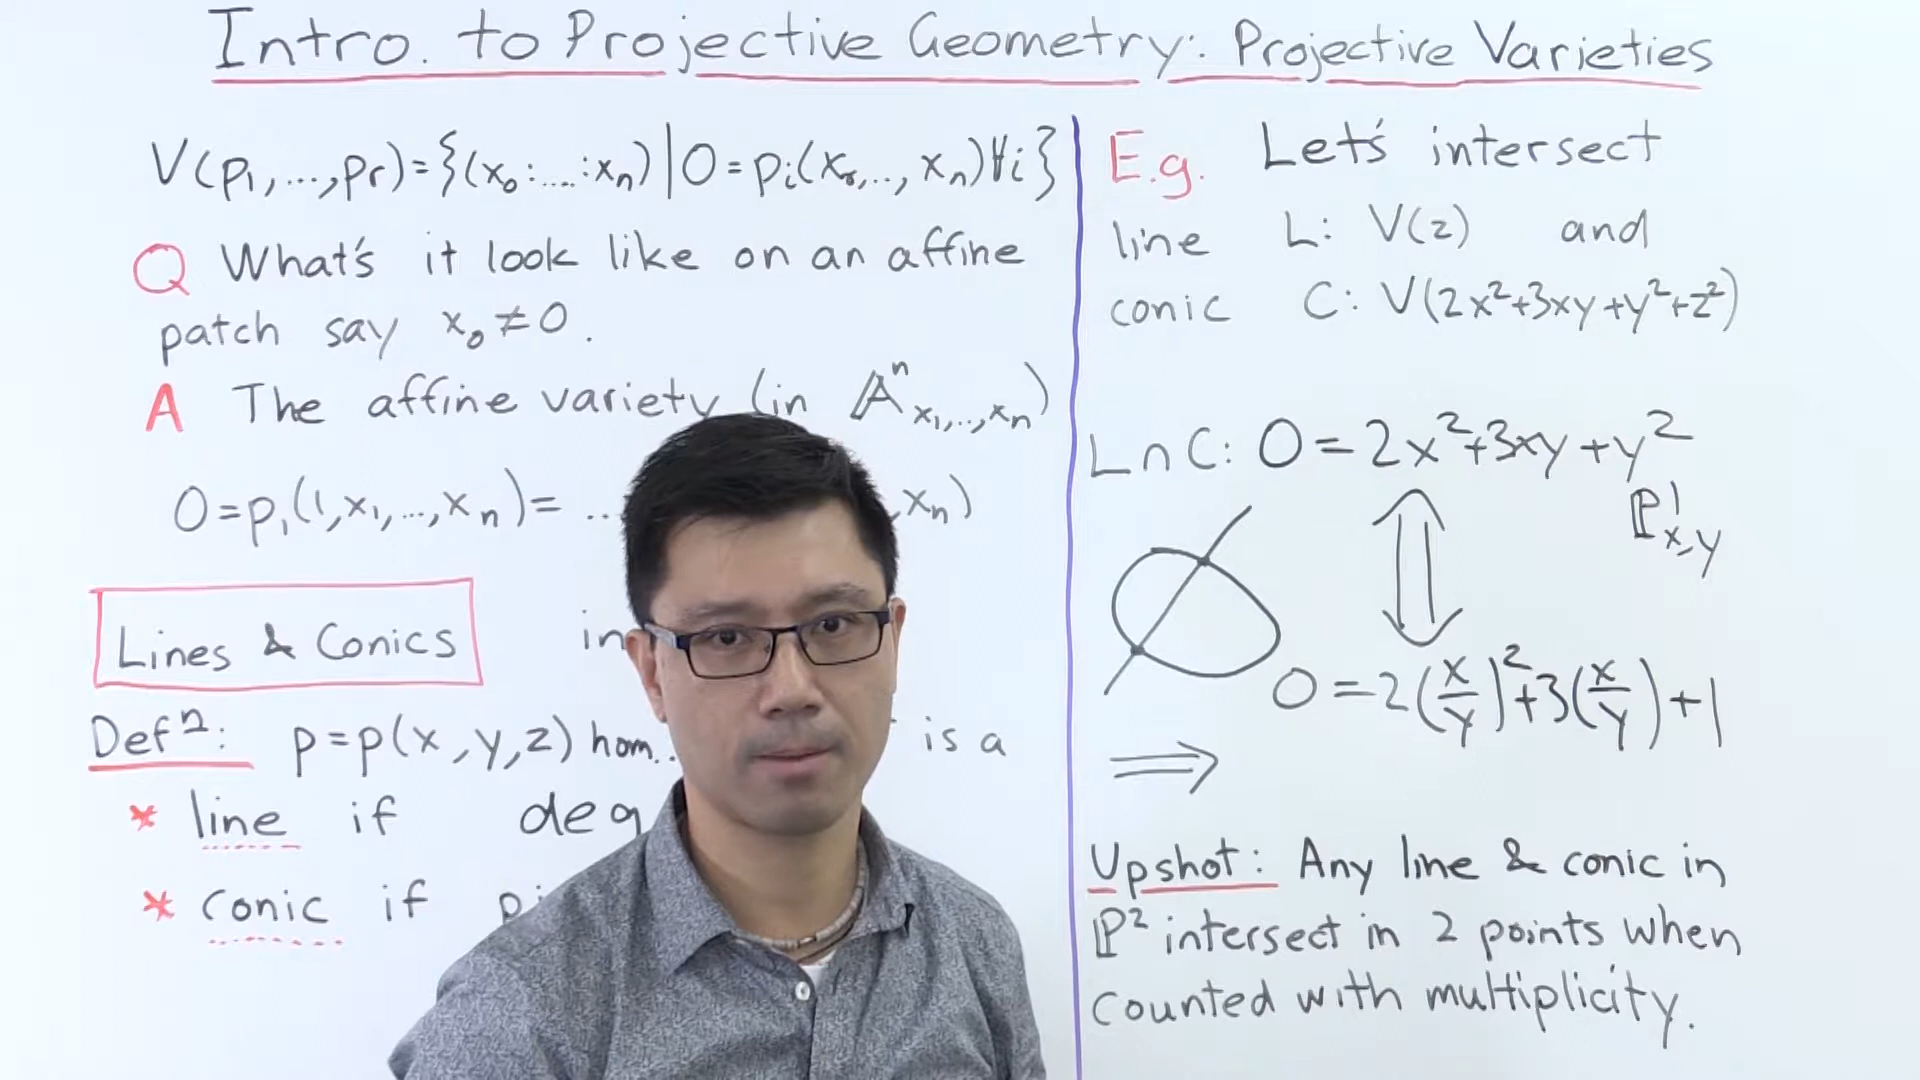 Intro. to Projective Geometry: Projective Varieties
V(p₁,...,pᵣ)={(x₀:....:xₙ)|0=pᵢ(x₀,..,xₙ)∀i}
Q What's it look like on an affine
patch say x₀≠0.
A The affine variety (in 𝔸ⁿ x₁,..,xₙ)
0=p₁(1,x₁,...,xₙ)= .. ,xₙ)
Lines & Conics in
Defⁿ: p=p(x,y,z) hom.. is a
* line if deg
* conic if
E.g. Let's intersect
line L: V(z) and
conic C: V(2x²+3xy+y²+z²)
L∩C: 0=2x²+3xy+y²
ℙ¹x,y
0=2(x/y)²+3(x/y)+1
⟹
Upshot: Any line & conic in
ℙ² intersect in 2 points when
counted with multiplicity.